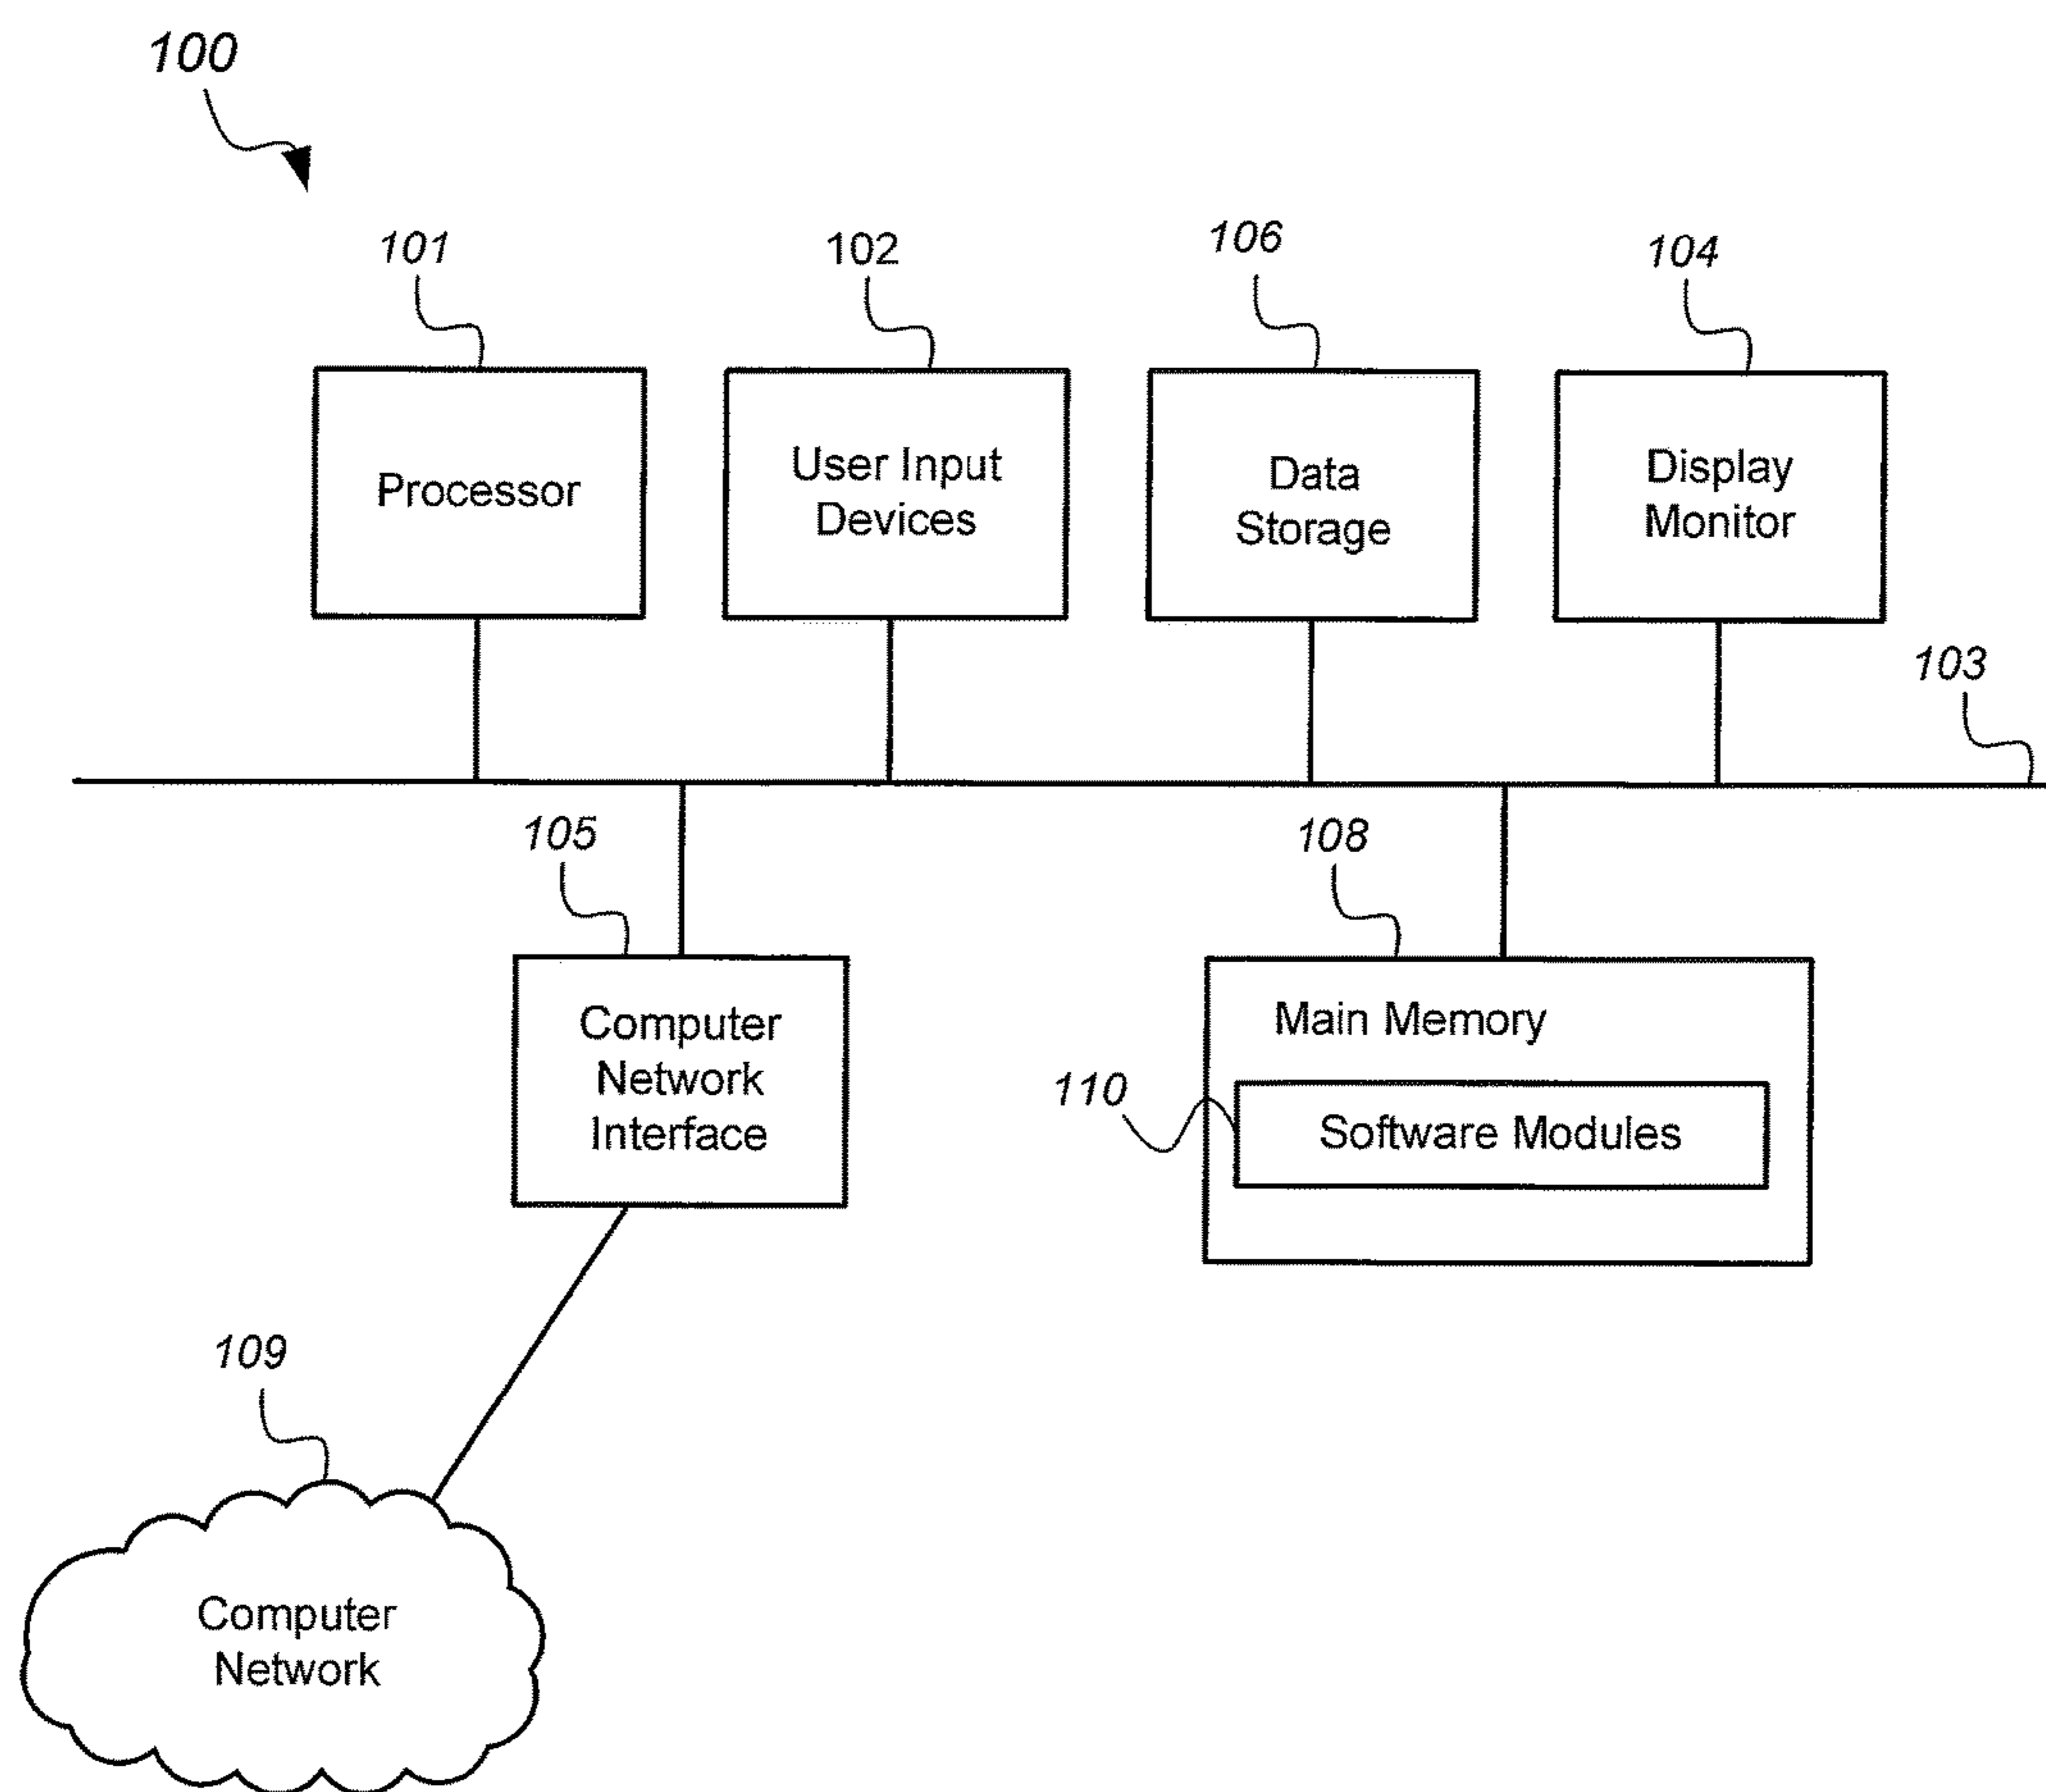 100
101
102
106
104
Processor
User Input
Devices
Data
Storage
Display
Monitor
103
105
108
Computer
Network
Interface
Main Memory
110
Software Modules
109
Computer
Network